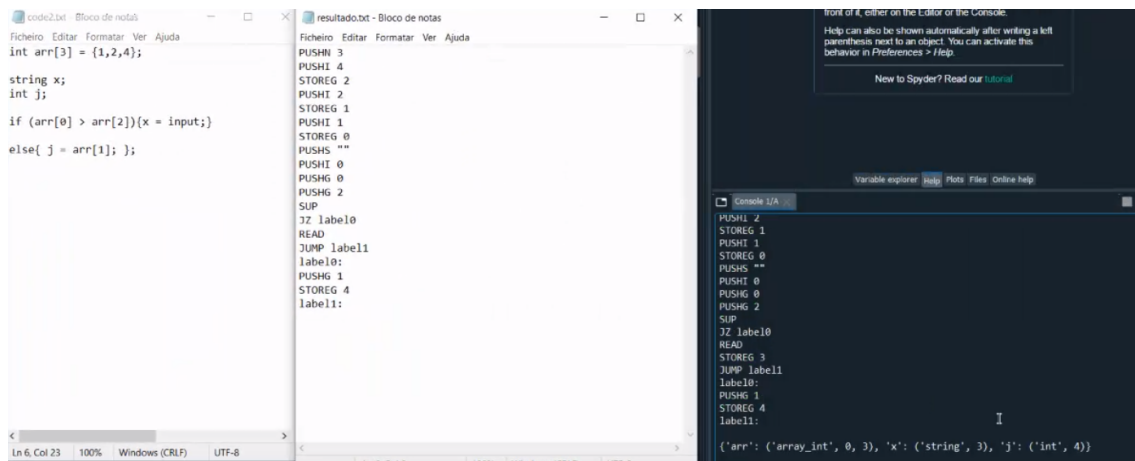 code2.txt - Bloco de notas
Ficheiro Editar Formatar Ver Ajuda
int arr[3] = {1,2,4};
string x;
int j;
if (arr[0] > arr[2]){x = input;}
else{ j = arr[1]; };
Ln 6, Col 23 100% Windows (CRLF) UTF-8
resultado.txt - Bloco de notas
Ficheiro Editar Formatar Ver Ajuda
PUSHN 3
PUSHI 4
STOREG 2
PUSHI 2
STOREG 1
PUSHI 1
STOREG 0
PUSHS ""
PUSHI 0
PUSHG 0
PUSHG 2
SUP
JZ label0
READ
JUMP label1
label0:
PUSHG 1
STOREG 4
label1:
front of it, either on the Editor or the Console.
Help can also be shown automatically after writing a left
parenthesis next to an object. You can activate this
behavior in Preferences > Help.
New to Spyder? Read our tutorial
Variable explorer Help Plots Files Online help
Console 1/A
PUSHI 2
STOREG 1
PUSHI 1
STOREG 0
PUSHS ""
PUSHI 0
PUSHG 0
PUSHG 2
SUP
JZ label0
READ
STOREG 3
JUMP label1
label0:
PUSHG 1
STOREG 4
label1:
{'arr': ('array_int', 0, 3), 'x': ('string', 3), 'j': ('int', 4)}